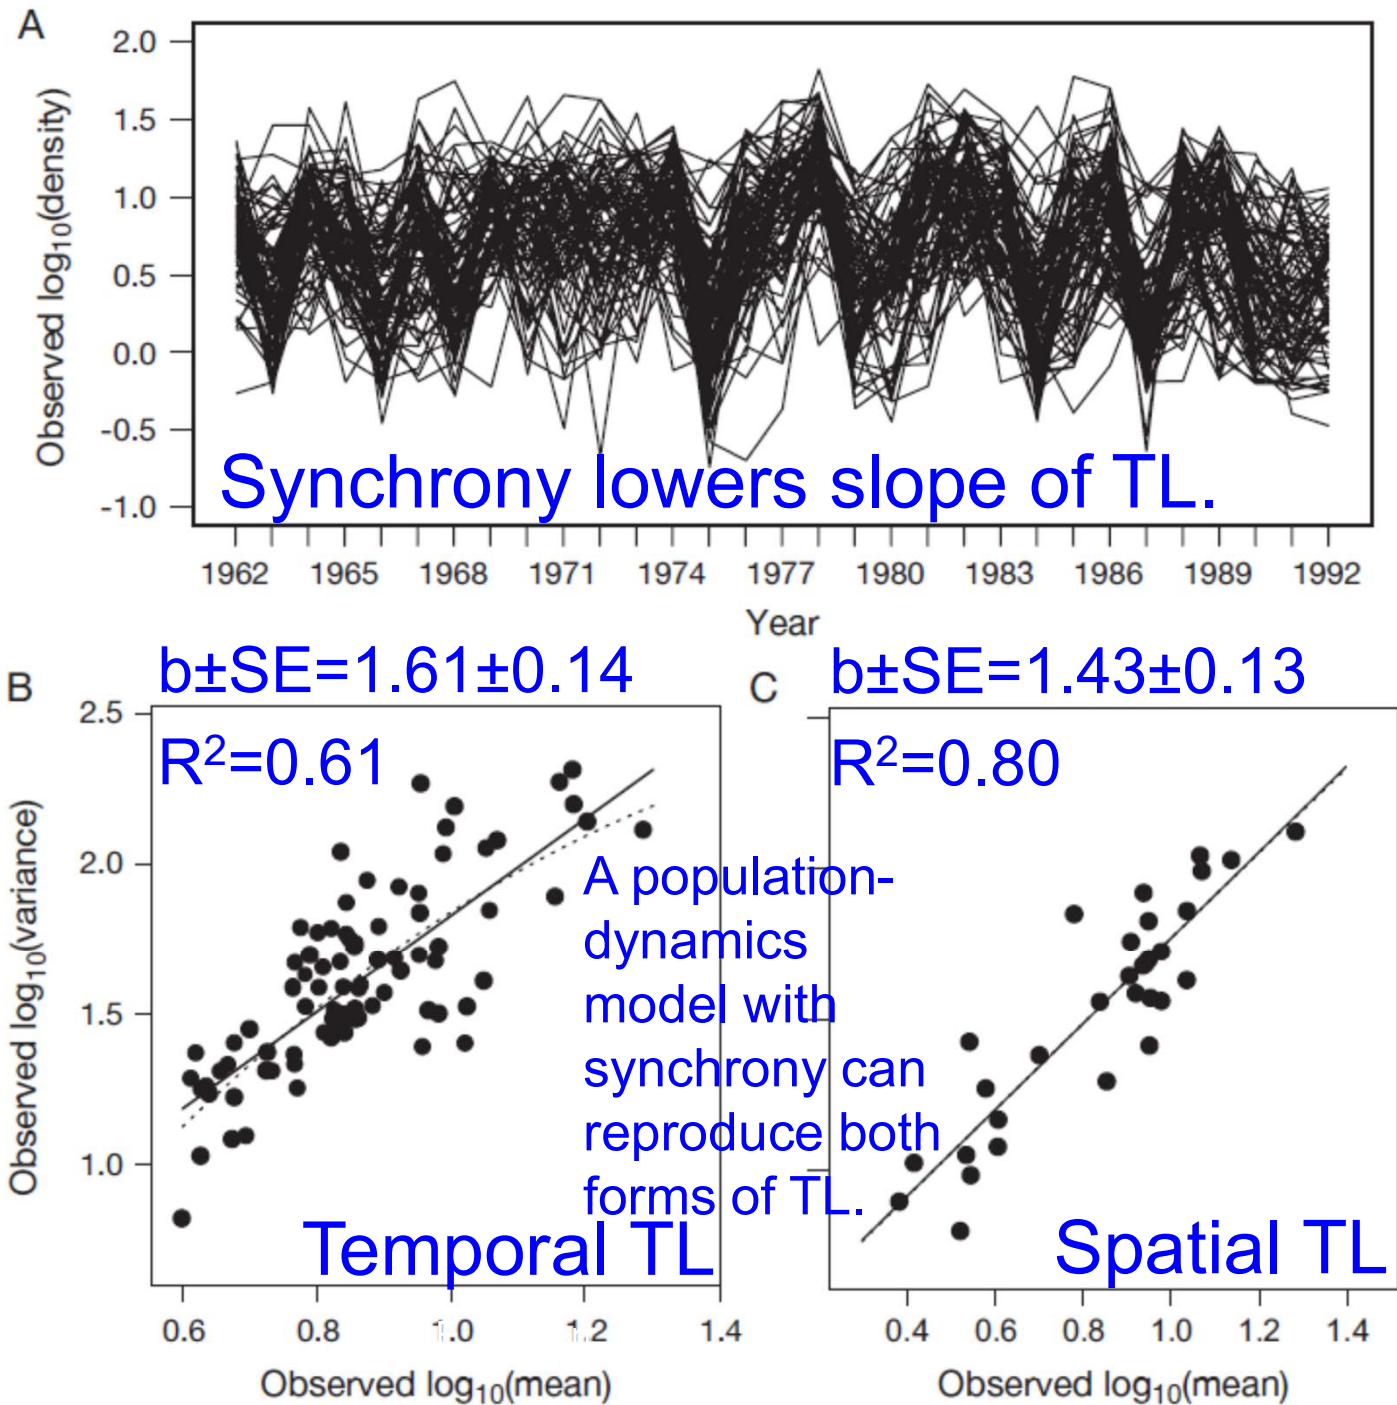 A
Observed log10(density)
2.0
1.5
1.0
0.5
0.0
-0.5
-1.0
Synchrony lowers slope of TL.
1962 1965 1968 1971 1974 1977 1980 1983 1986 1989 1992
Year
B
b±SE=1.61±0.14
R2=0.61
Observed log10(variance)
2.5
2.0
1.5
1.0
Temporal TL
0.6 0.8 1.0 1.2 1.4
Observed log10(mean)
A population-
dynamics
model with
synchrony can
reproduce both
forms of TL.
C
b±SE=1.43±0.13
R2=0.80
Spatial TL
0.4 0.6 0.8 1.0 1.2 1.4
Observed log10(mean)